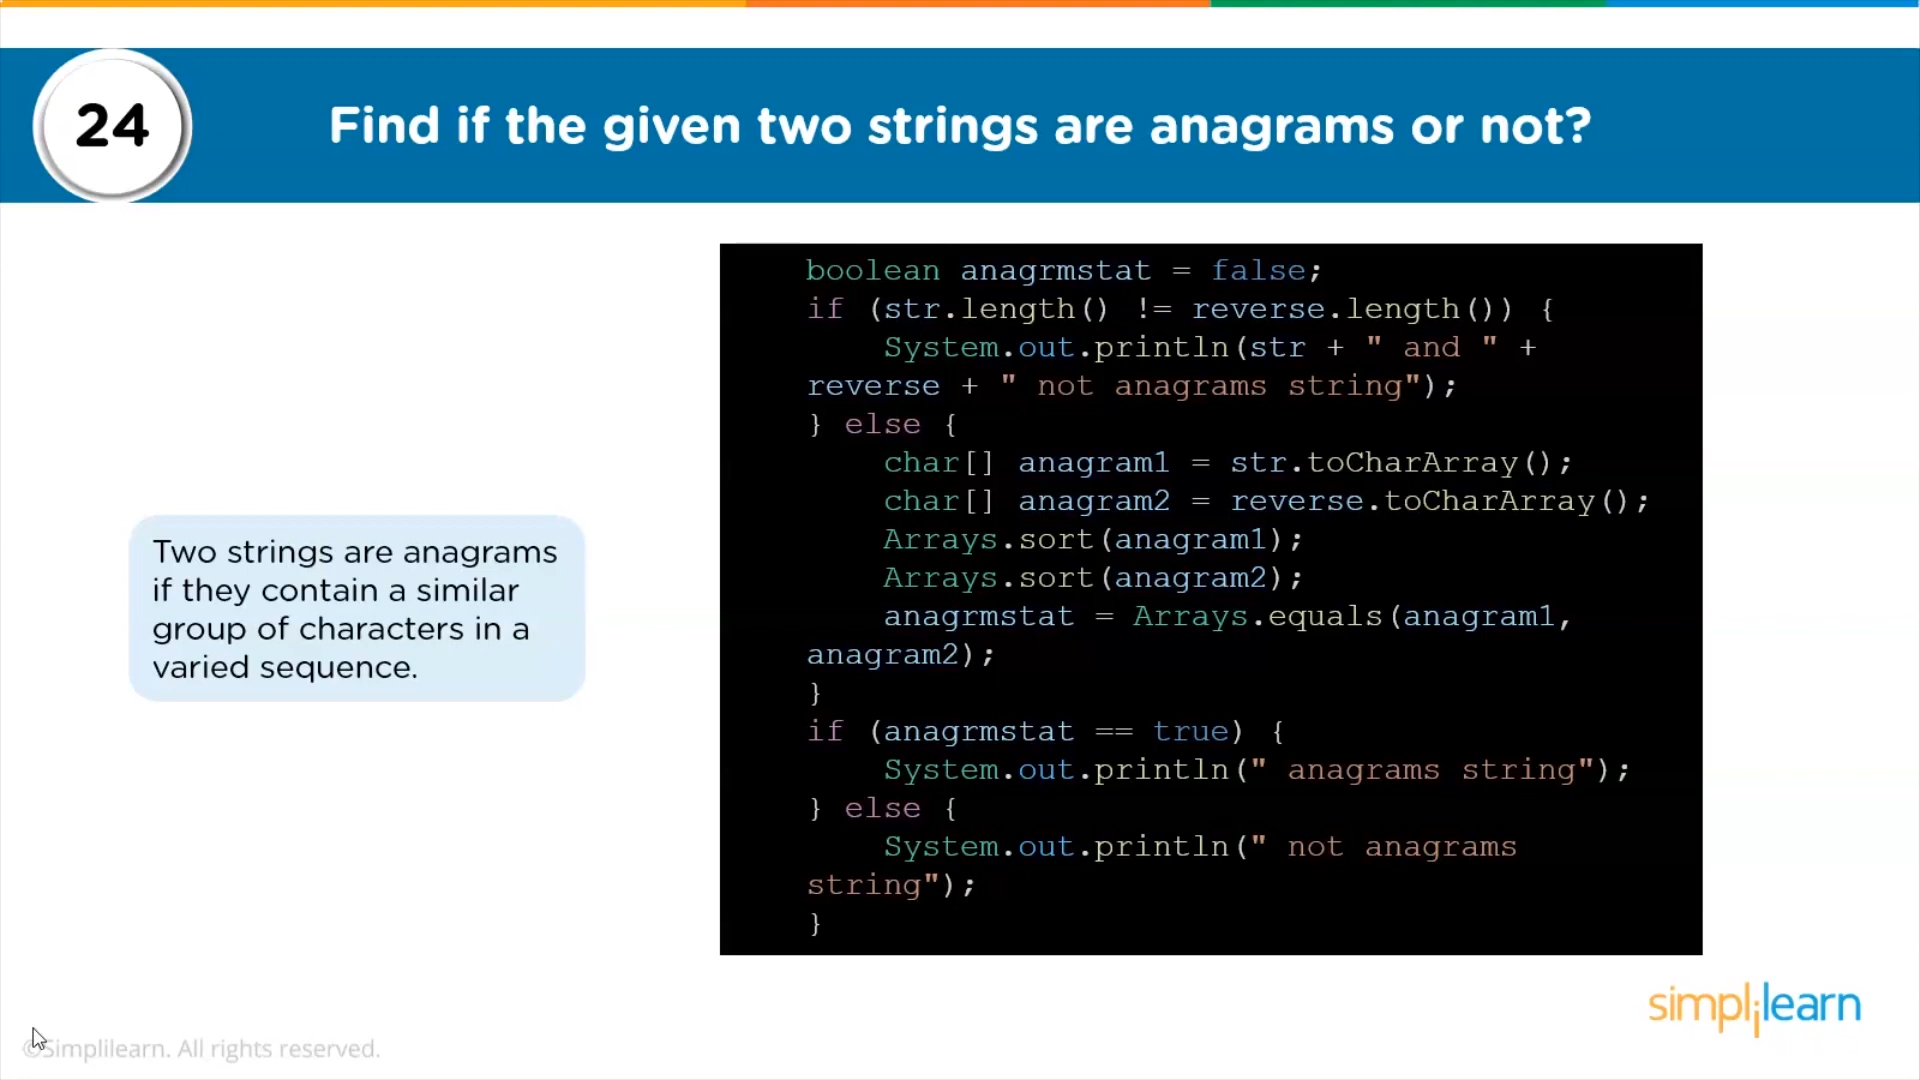 24
Find if the given two strings are anagrams or not?
Two strings are anagrams
if they contain a similar
group of characters in a
varied sequence.
boolean anagrmstat = false;
if (str.length() != reverse.length()) {
System.out.println(str + " and " +
reverse + " not anagrams string");
} else {
char[] anagram1 = str.toCharArray();
char[] anagram2 = reverse.toCharArray();
Arrays.sort(anagram1);
Arrays.sort(anagram2);
anagrmstat = Arrays.equals(anagram1,
anagram2);
}
if (anagrmstat == true) {
System.out.println(" anagrams string");
} else {
System.out.println(" not anagrams
string");
}
simplilearn
©Simplilearn. All rights reserved.